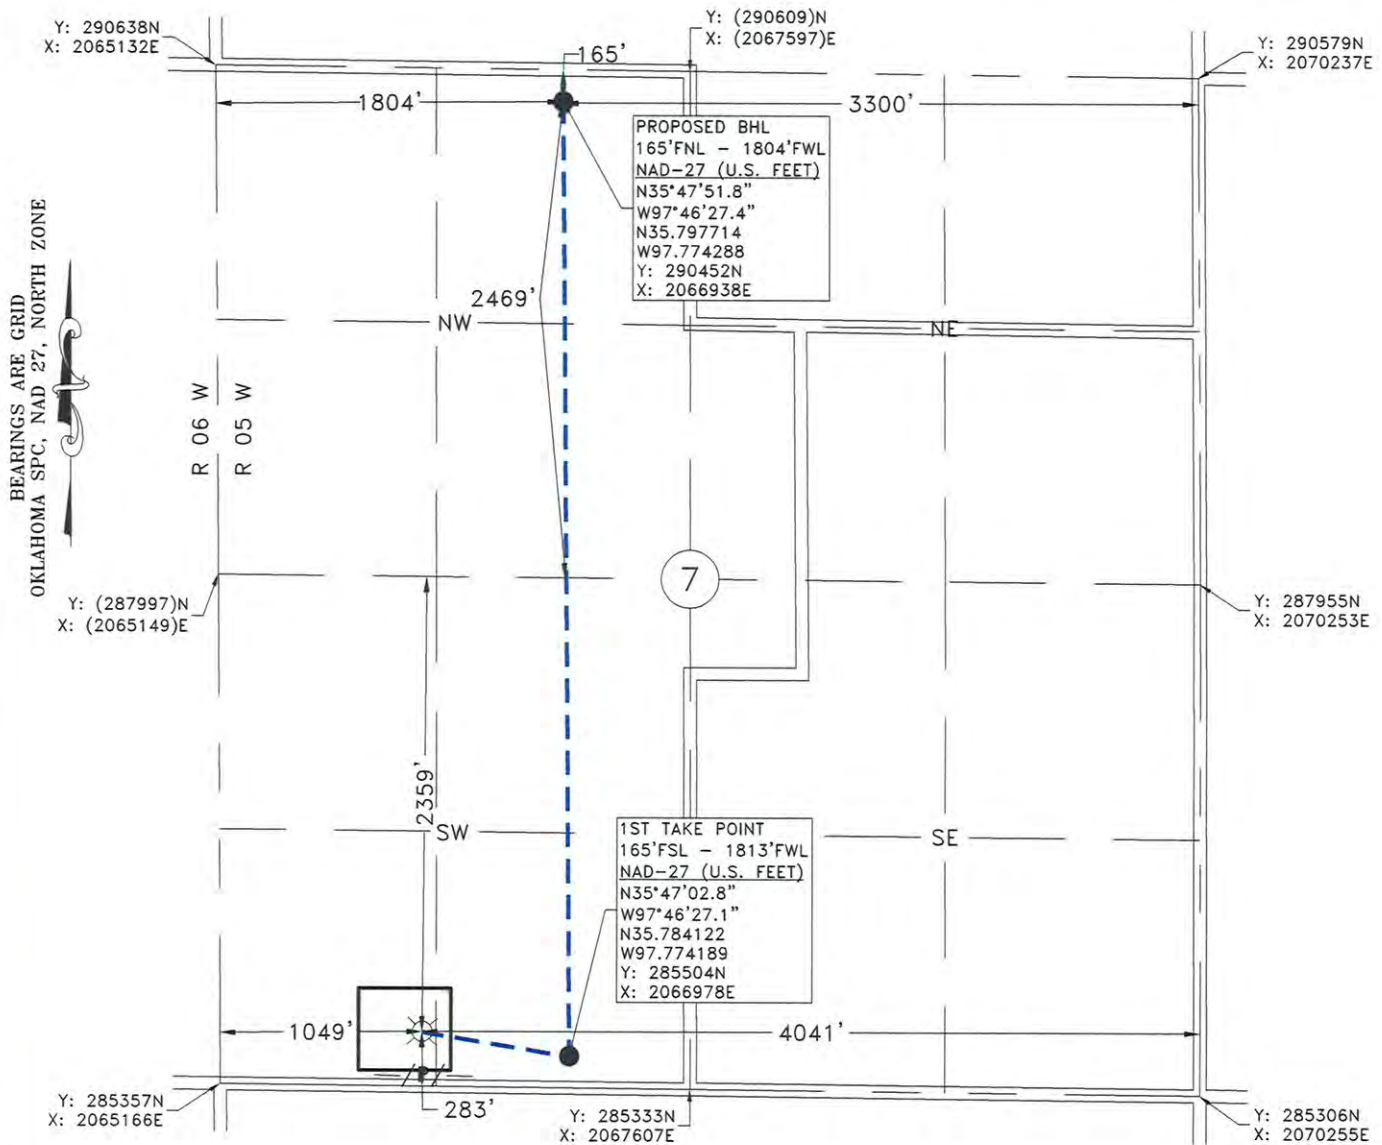 Y: 290638N
X: 2065132E
Y: (290609)N
X: (2067597)E
Y: 290579N
X: 2070237E
165'
1804'
3300'
PROPOSED BHL
165'FNL - 1804'FWL
NAD-27 (U.S. FEET)
N35°47'51.8"
W97°46'27.4"
N35.797714
W97.774288
Y: 290452N
X: 2066938E
BEARINGS ARE GRID
OKLAHOMA SPC, NAD 27, NORTH ZONE
2469'
NW
NE
R 06 W
R 05 W
7
Y: (287997)N
X: (2065149)E
Y: 287955N
X: 2070253E
2359'
SW
SE
1ST TAKE POINT
165'FSL - 1813'FWL
NAD-27 (U.S. FEET)
N35°47'02.8"
W97°46'27.1"
N35.784122
W97.774189
Y: 285504N
X: 2066978E
1049'
4041'
283'
Y: 285357N
X: 2065166E
Y: 285333N
X: 2067607E
Y: 285306N
X: 2070255E